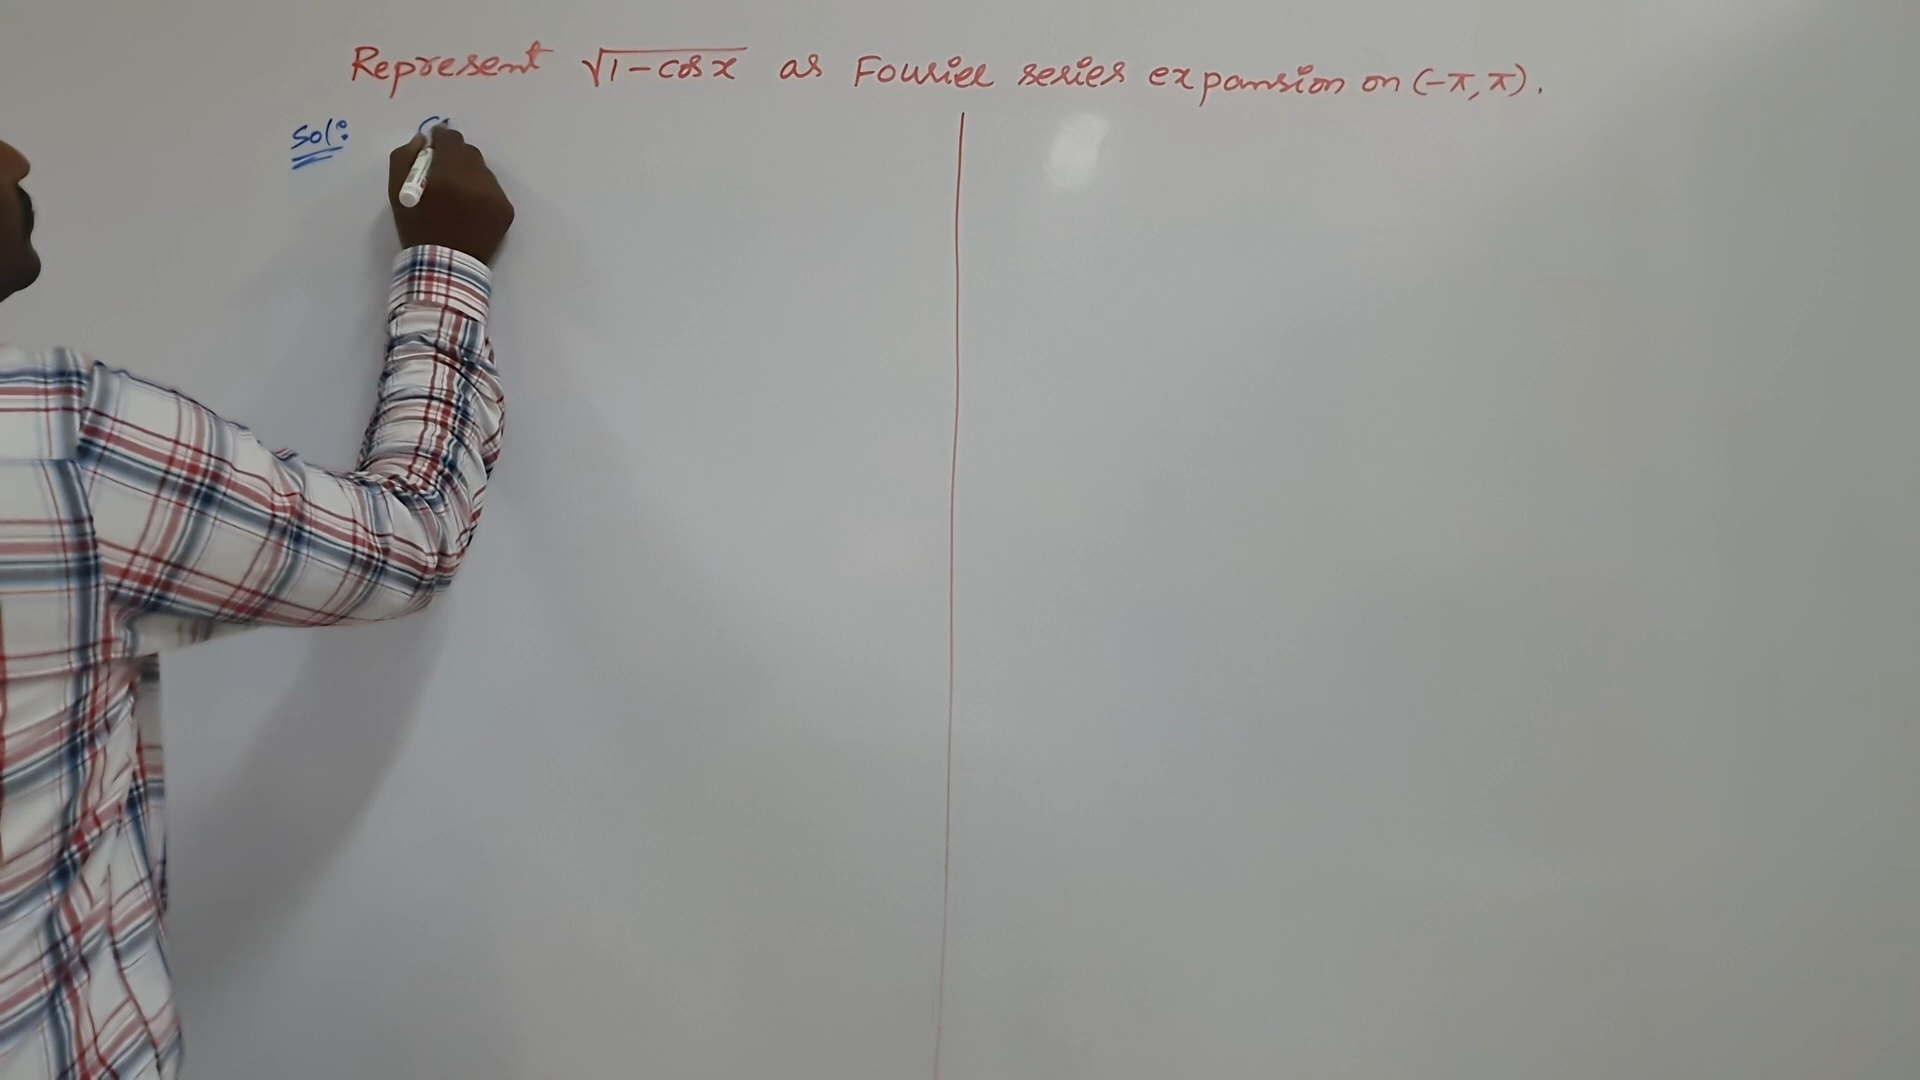 Represent √1-cosx as Fourier series expansion on (-π, π).
Sol: